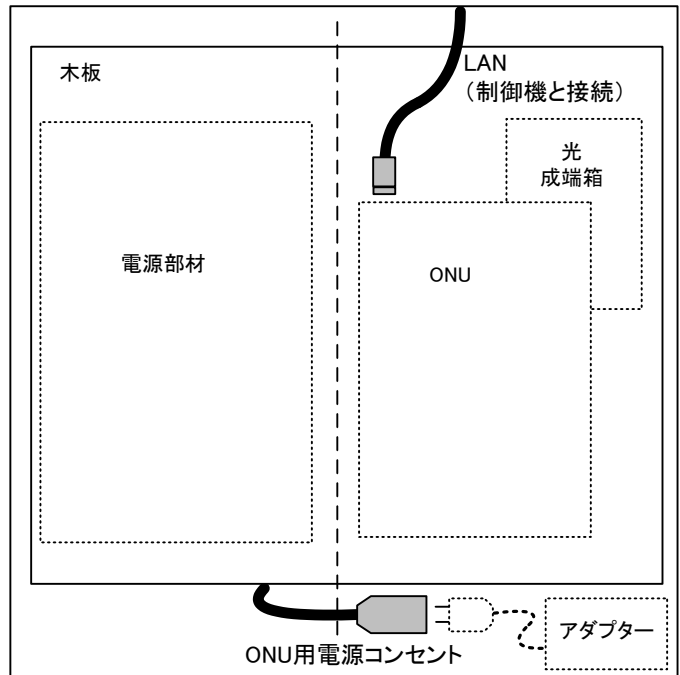 木板
LAN
（制御機と接続）
光
成端箱
電源部材
ONU
アダプター
ONU用電源コンセント